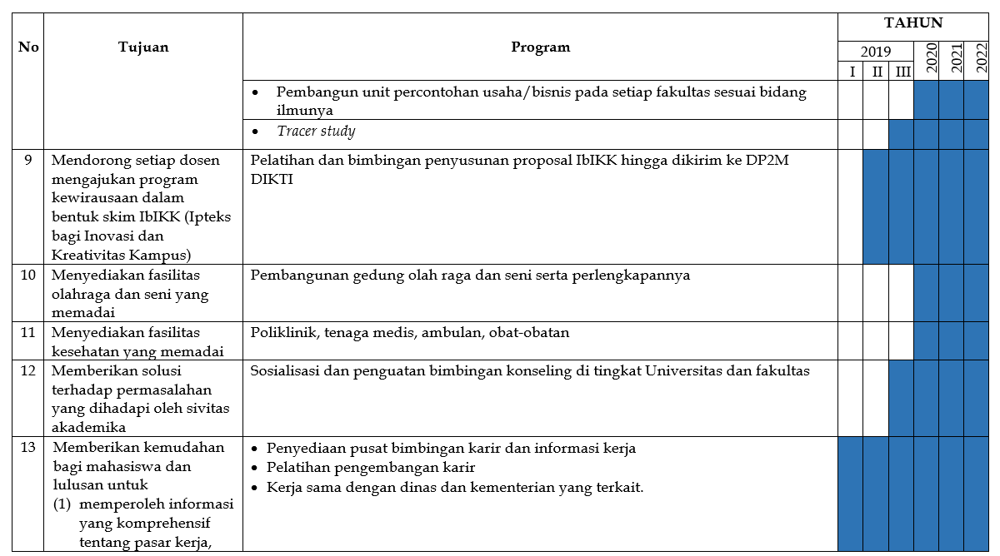 No
Tujuan
Program
TAHUN
2019
2020
2021
2022
I
II
III
• Pembangun unit percontohan usaha/bisnis pada setiap fakultas sesuai bidang
ilmunya
• Tracer study
9
Mendorong setiap dosen
mengajukan program
kewirausaan dalam
bentuk skim IbIKK (Ipteks
bagi Inovasi dan
Kreativitas Kampus)
Pelatihan dan bimbingan penyusunan proposal IbIKK hingga dikirim ke DP2M
DIKTI
10
Menyediakan fasilitas
olahraga dan seni yang
memadai
Pembangunan gedung olah raga dan seni serta perlengkapannya
11
Menyediakan fasilitas
kesehatan yang memadai
Poliklinik, tenaga medis, ambulan, obat-obatan
12
Memberikan solusi
terhadap permasalahan
yang dihadapi oleh sivitas
akademika
Sosialisasi dan penguatan bimbingan konseling di tingkat Universitas dan fakultas
13
Memberikan kemudahan
bagi mahasiswa dan
lulusan untuk
(1) memperoleh informasi
yang komprehensif
tentang pasar kerja,
• Penyediaan pusat bimbingan karir dan informasi kerja
• Pelatihan pengembangan karir
• Kerja sama dengan dinas dan kementerian yang terkait.